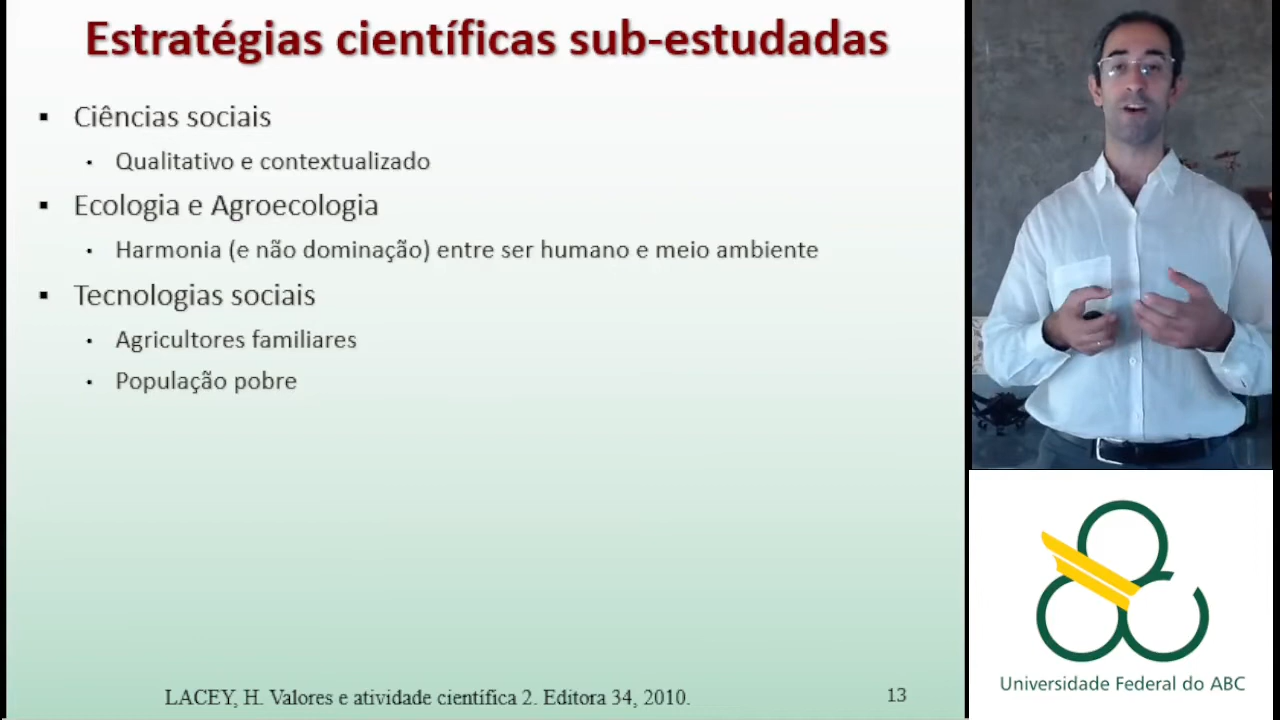 Estratégias científicas sub-estudadas
Ciências sociais
Qualitativo e contextualizado
Ecologia e Agroecologia
Harmonia (e não dominação) entre ser humano e meio ambiente
Tecnologias sociais
Agricultores familiares
População pobre
LACEY, H. Valores e atividade científica 2. Editora 34, 2010.
13
Universidade Federal do ABC